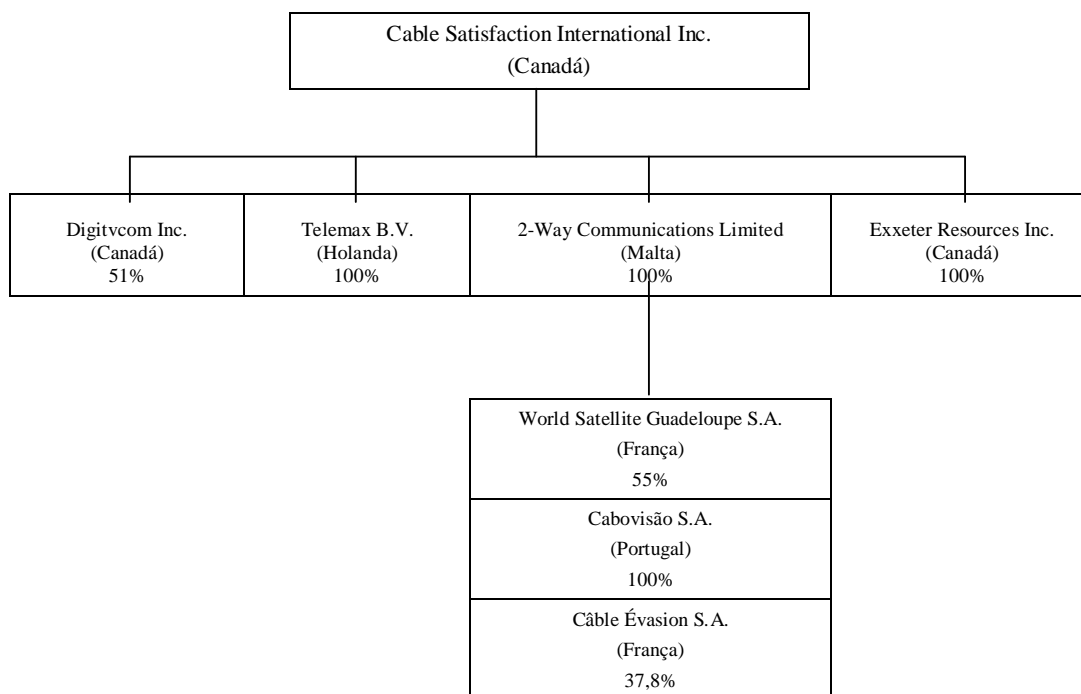 Cable Satisfaction International Inc.
(Canadá)
Digitvcom Inc.
(Canadá)
51%
Telemax B.V.
(Holanda)
100%
2-Way Communications Limited
(Malta)
100%
Exxeter Resources Inc.
(Canadá)
100%
World Satellite Guadeloupe S.A.
(França)
55%
Cabovisão S.A.
(Portugal)
100%
Câble Évasion S.A.
(França)
37,8%